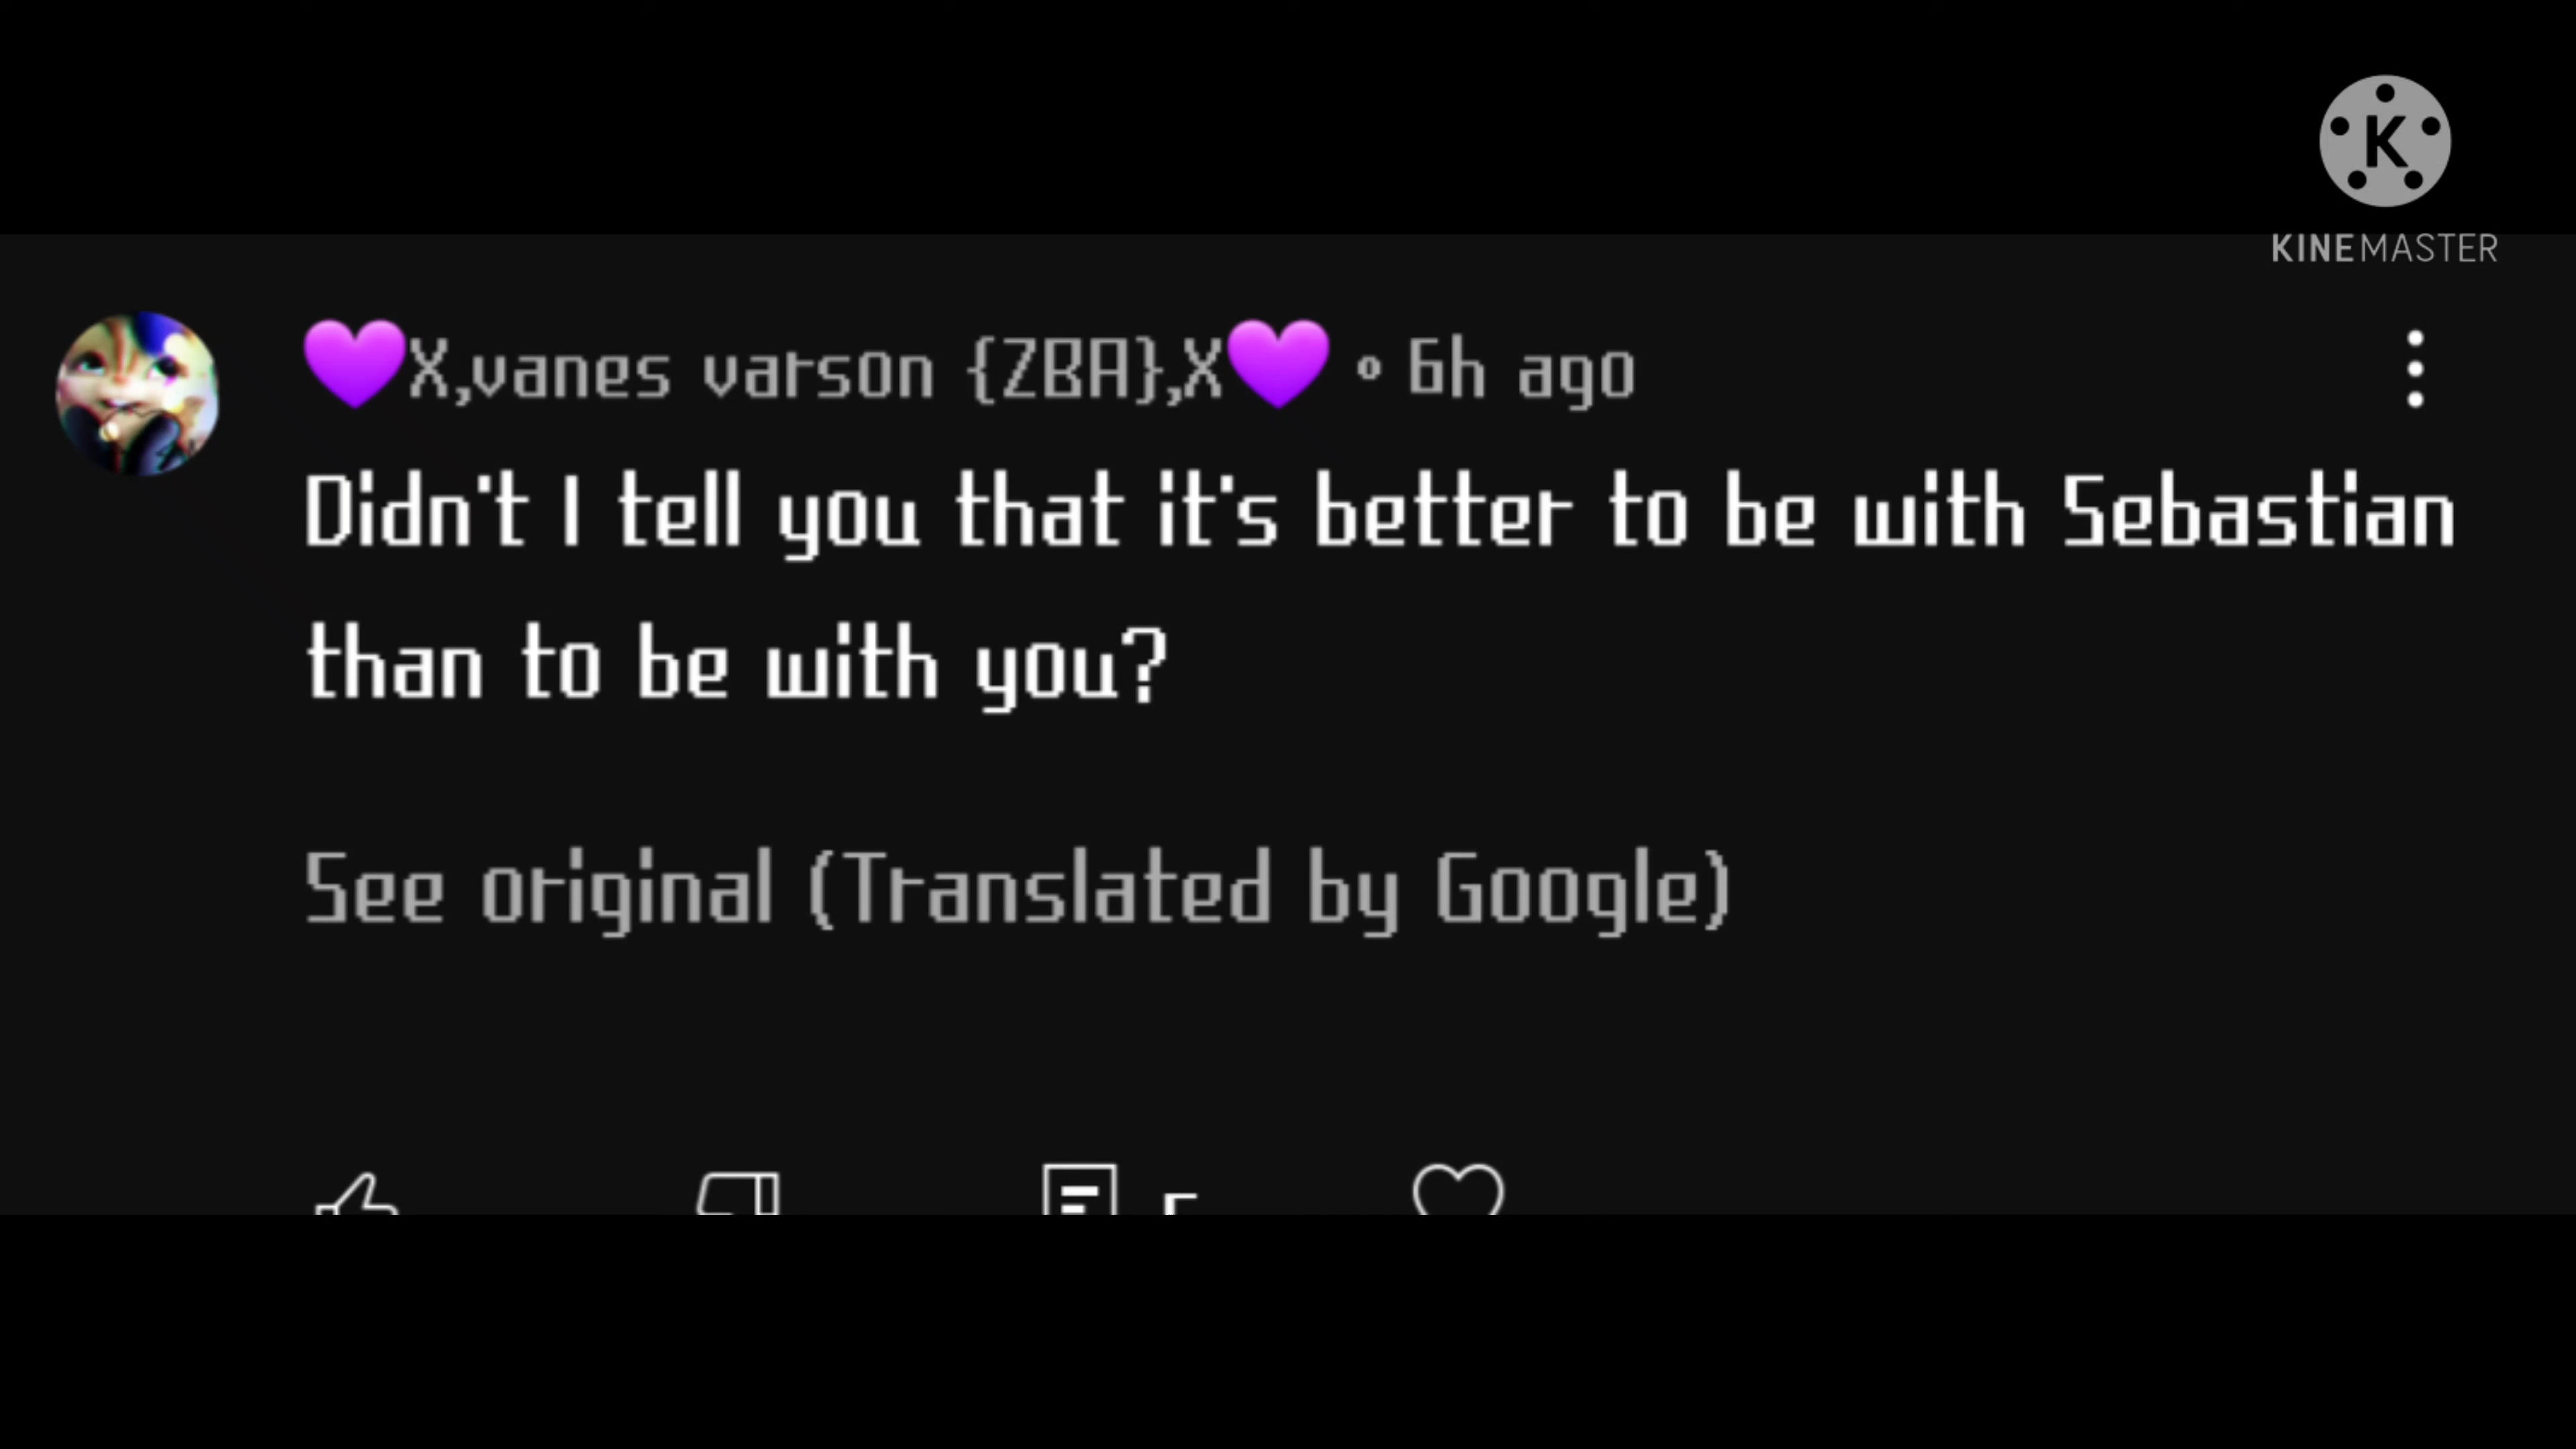 K
KINEMASTER
💜X,vanes varson {ZBA},X💜 • 6h ago
Didn't I tell you that it's better to be with Sebastian
than to be with you?
See original (Translated by Google)